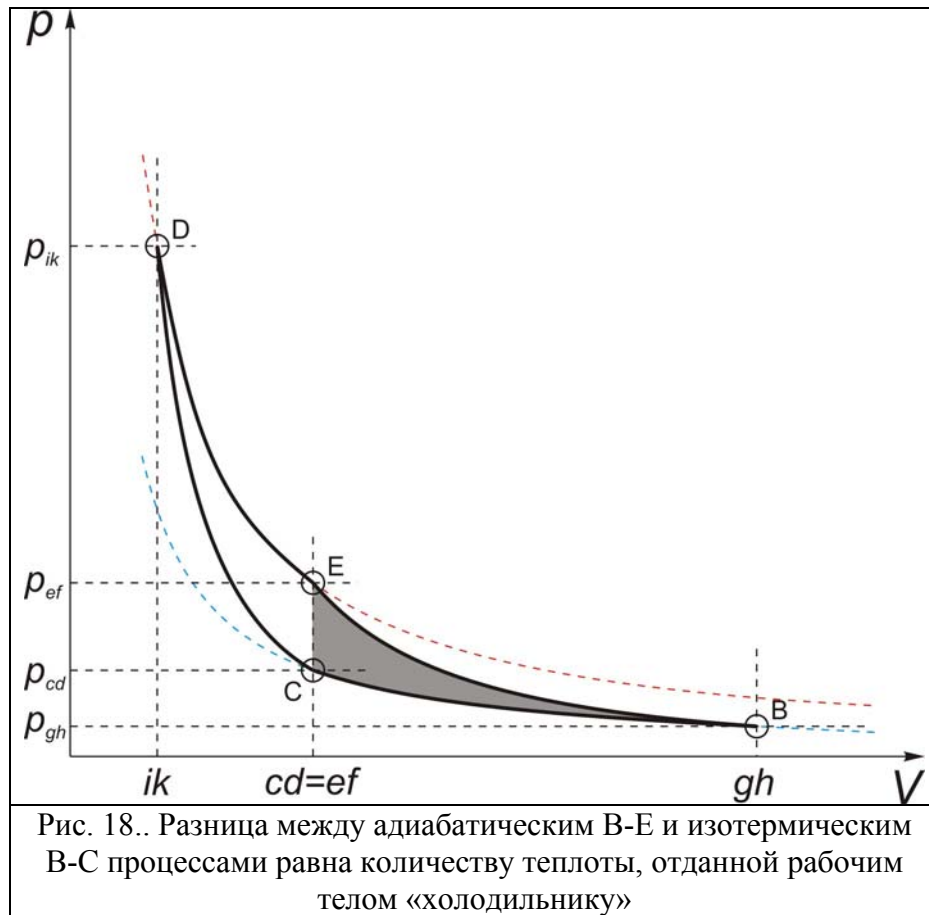 p
D
p_ik
E
p_ef
p_cd
C
B
p_gh
ik
cd=ef
gh
V
Рис. 18.. Разница между адиабатическим В-Е и изотермическим
В-С процессами равна количеству теплоты, отданной рабочим
телом «холодильнику»